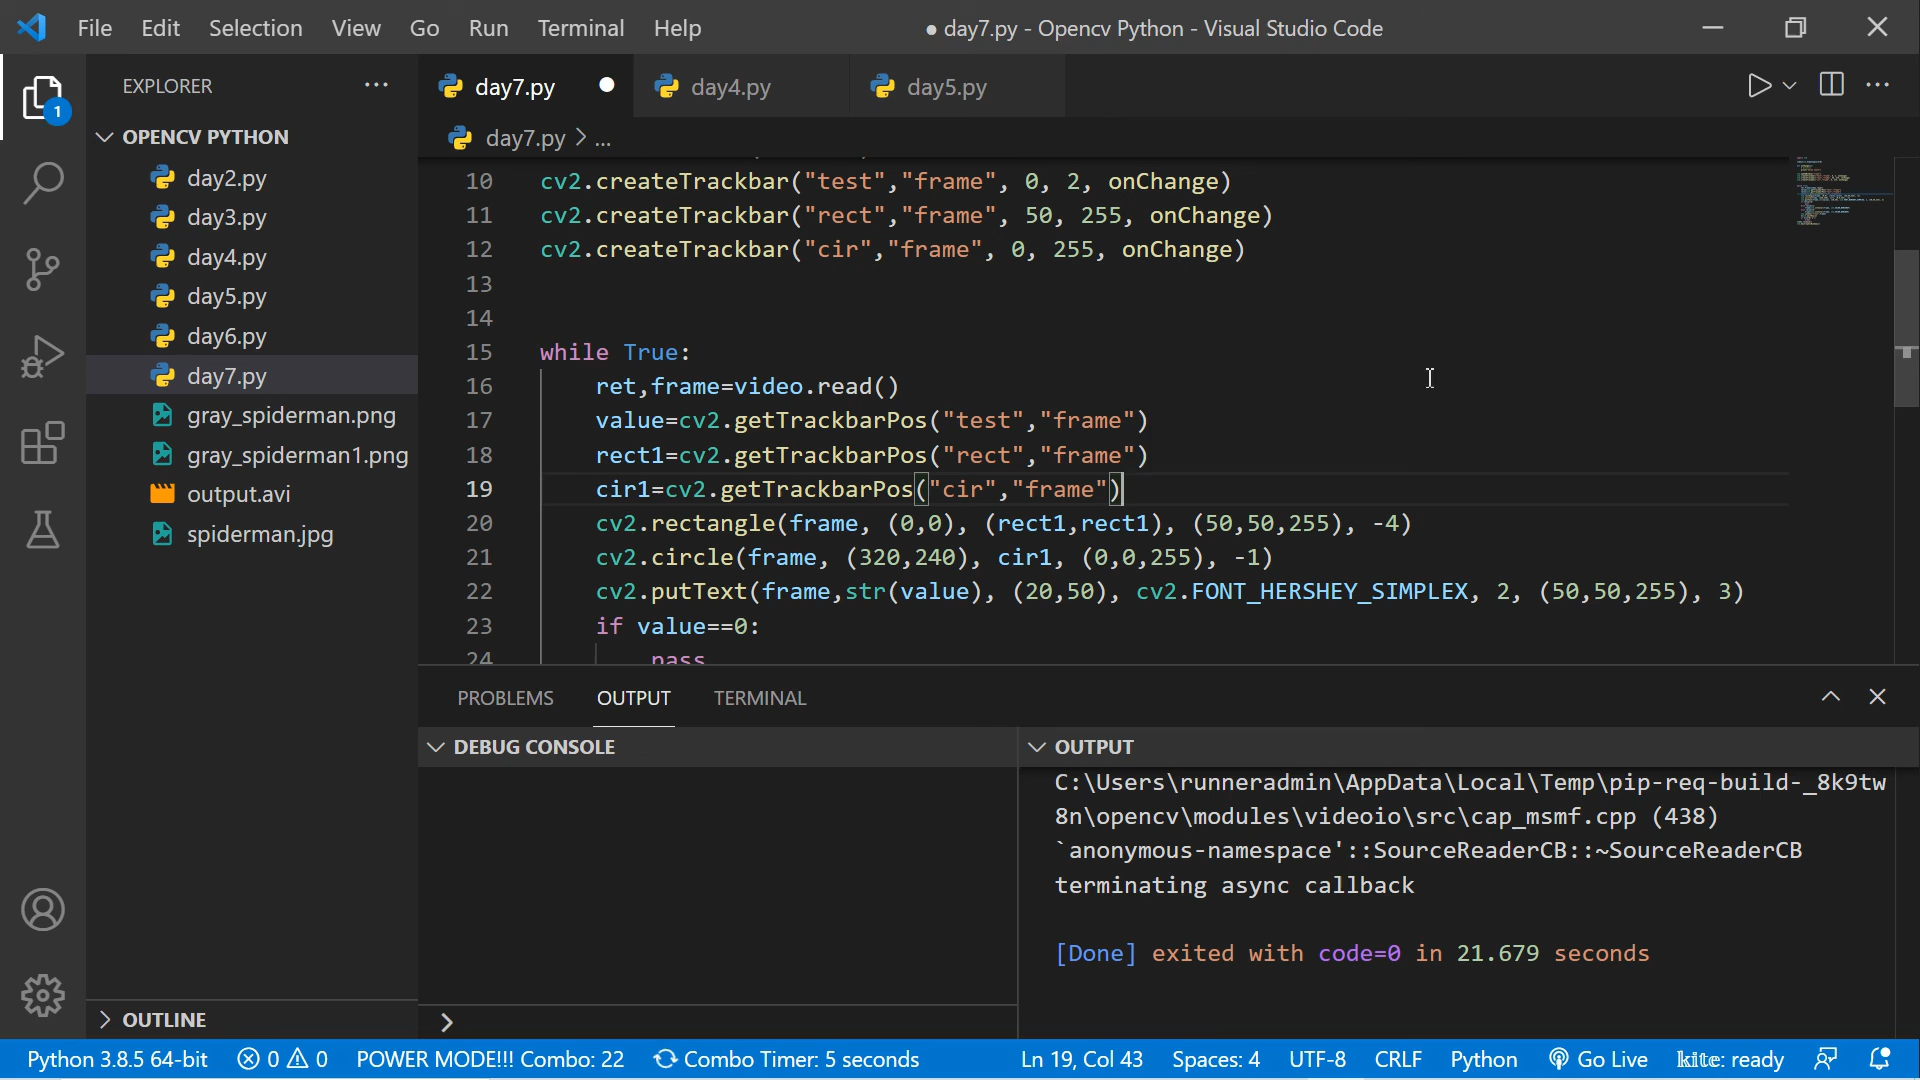 File Edit Selection View Go Run Terminal Help
● day7.py - Opencv Python - Visual Studio Code
1
EXPLORER
OPENCV PYTHON
day2.py
day3.py
day4.py
day5.py
day6.py
day7.py
gray_spiderman.png
gray_spiderman1.png
output.avi
spiderman.jpg
OUTLINE
day7.py day4.py day5.py
day7.py > ...
10 cv2.createTrackbar("test","frame", 0, 2, onChange)
11 cv2.createTrackbar("rect","frame", 50, 255, onChange)
12 cv2.createTrackbar("cir","frame", 0, 255, onChange)
13
14
15 while True:
16 ret,frame=video.read()
17 value=cv2.getTrackbarPos("test","frame")
18 rect1=cv2.getTrackbarPos("rect","frame")
19 cir1=cv2.getTrackbarPos("cir","frame")
20 cv2.rectangle(frame, (0,0), (rect1,rect1), (50,50,255), -4)
21 cv2.circle(frame, (320,240), cir1, (0,0,255), -1)
22 cv2.putText(frame,str(value), (20,50), cv2.FONT_HERSHEY_SIMPLEX, 2, (50,50,255), 3)
23 if value==0:
24 pass
PROBLEMS OUTPUT TERMINAL
DEBUG CONSOLE
OUTPUT
C:\Users\runneradmin\AppData\Local\Temp\pip-req-build-_8k9tw
8n\opencv\modules\videoio\src\cap_msmf.cpp (438)
`anonymous-namespace'::SourceReaderCB::~SourceReaderCB
terminating async callback
[Done] exited with code=0 in 21.679 seconds
Python 3.8.5 64-bit 0 0 POWER MODE!!! Combo: 22 Combo Timer: 5 seconds Ln 19, Col 43 Spaces: 4 UTF-8 CRLF Python Go Live kite: ready